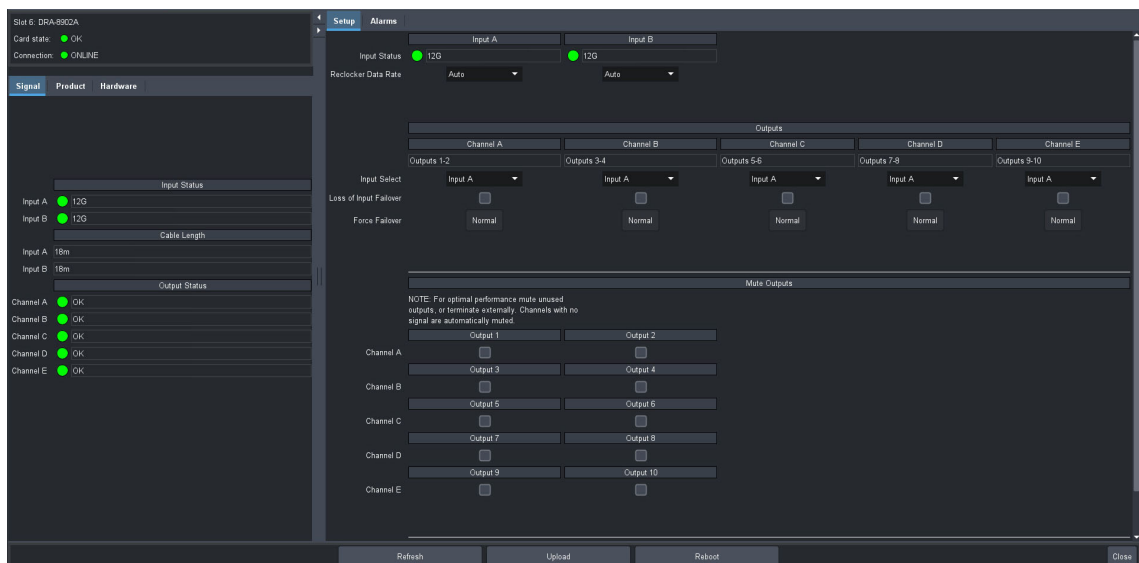 Slot 6: DRA-8902A
Card state: OK
Connection: ONLINE
Signal Product Hardware
Input Status
Input A 12G
Input B 12G
Cable Length
Input A 18m
Input B 18m
Output Status
Channel A OK
Channel B OK
Channel C OK
Channel D OK
Channel E OK
Setup Alarms
Input A Input B
Input Status 12G 12G
Reclocker Data Rate Auto Auto
Outputs
Channel A Channel B Channel C Channel D Channel E
Outputs 1-2 Outputs 3-4 Outputs 5-6 Outputs 7-8 Outputs 9-10
Input Select Input A Input A Input A Input A Input A
Loss of Input Failover
Force Failover Normal Normal Normal Normal Normal
Mute Outputs
NOTE: For optimal performance mute unused
outputs, or terminate externally. Channels with no
signal are automatically muted.
Output 1 Output 2
Channel A
Output 3 Output 4
Channel B
Output 5 Output 6
Channel C
Output 7 Output 8
Channel D
Output 9 Output 10
Channel E
Refresh Upload Reboot Close